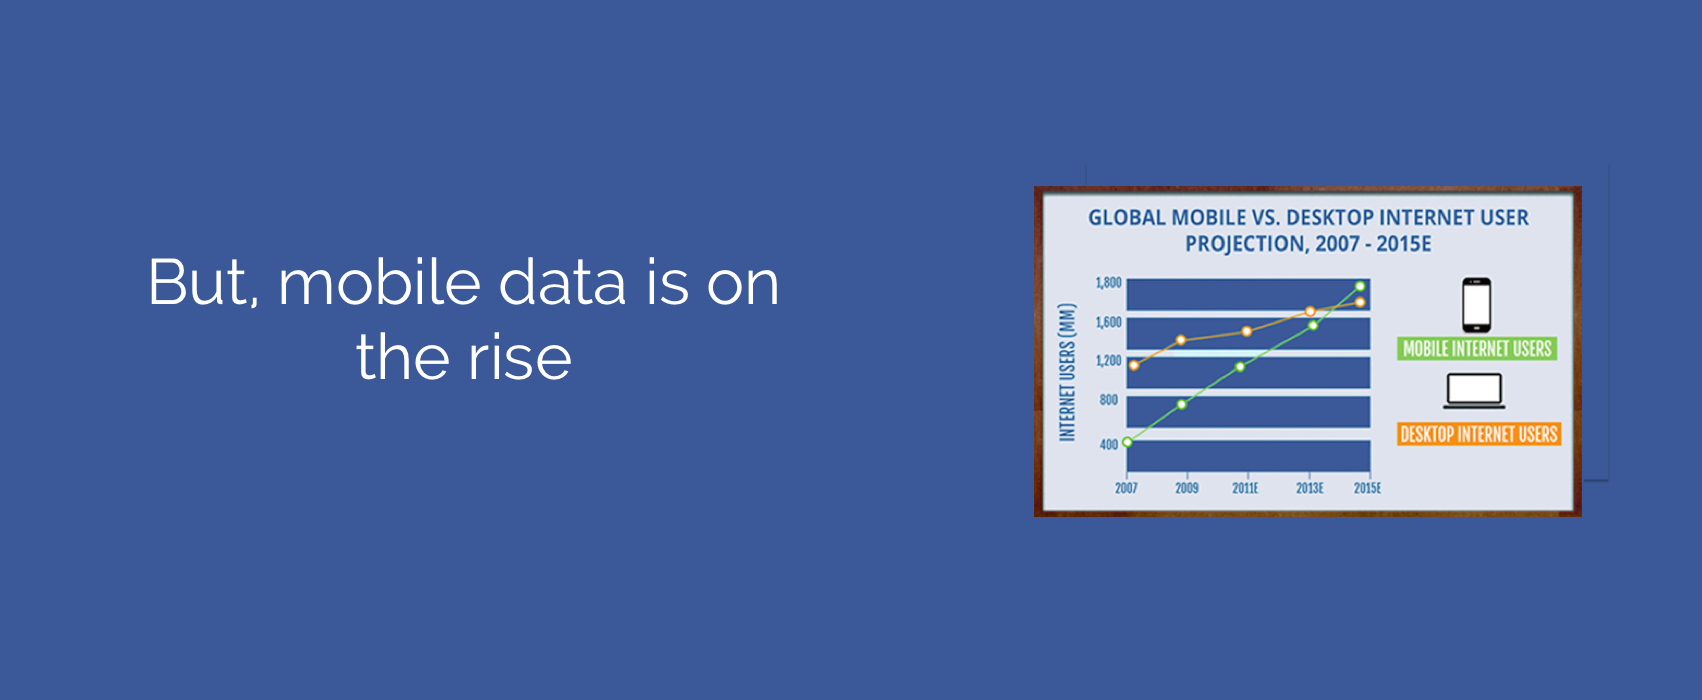 But, mobile data is on
the rise
GLOBAL MOBILE VS. DESKTOP INTERNET USER
PROJECTION, 2007 - 2015E
INTERNET USERS (MM)
1,800
1,600
1,200
800
400
2007 2009 2011E 2013E 2015E
MOBILE INTERNET USERS
DESKTOP INTERNET USERS